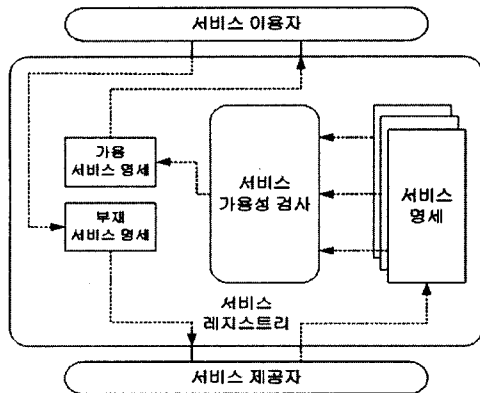 서비스 이용자
가용
서비스 명세
부재
서비스 명세
서비스
가용성 검사
서비스
명세
서비스
레지스트리
서비스 제공자